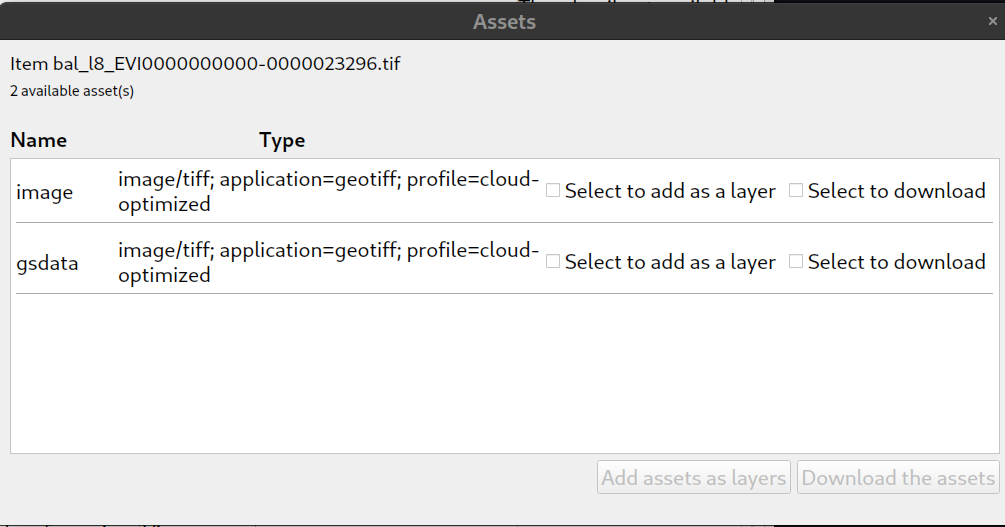 Assets
×
Item bal_l8_EVI0000000000-0000023296.tif
2 available asset(s)
Name Type
image image/tiff; application=geotiff; profile=cloud-
optimized Select to add as a layer Select to download
gsdata image/tiff; application=geotiff; profile=cloud-
optimized Select to add as a layer Select to download
Add assets as layers Download the assets